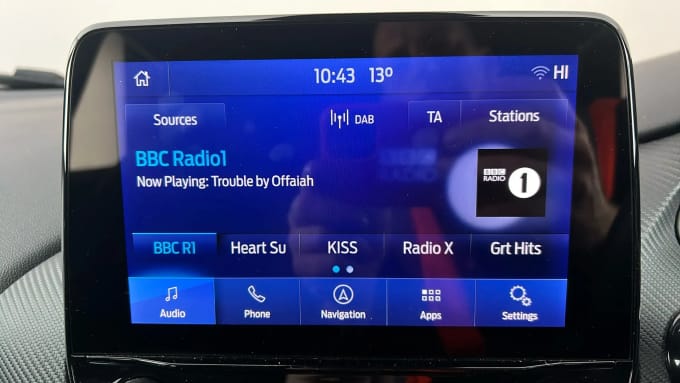 10:43 13° HI
Sources DAB TA Stations
BBC Radio1
Now Playing: Trouble by Offaiah
BBC RADIO 1
BBC R1 Heart Su KISS Radio X Grt Hits
Audio Phone Navigation Apps Settings